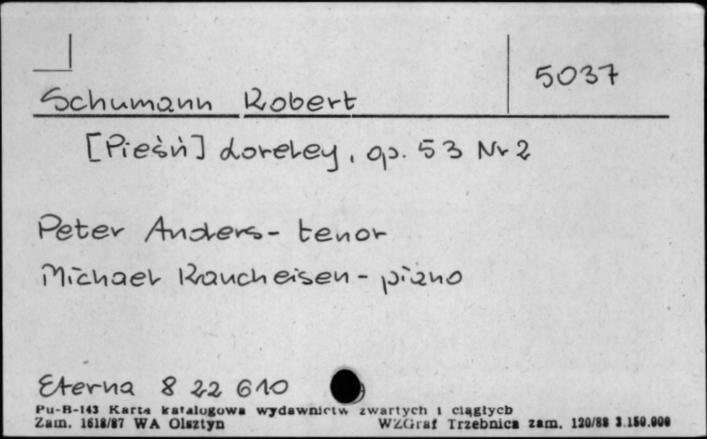 5037
Schumann Robert
[Pieśń] Loreley, op. 53 Nr 2
Peter Anders - tenor
Michael Raucheisen - piano
Eterna 8 22 610
Pu-B-143 Karta katalogowa wydawnictw zwartych i ciągłych
Zam. 1618/87 WA Olsztyn WZGraf Trzebnica zam. 120/88 3.150.000